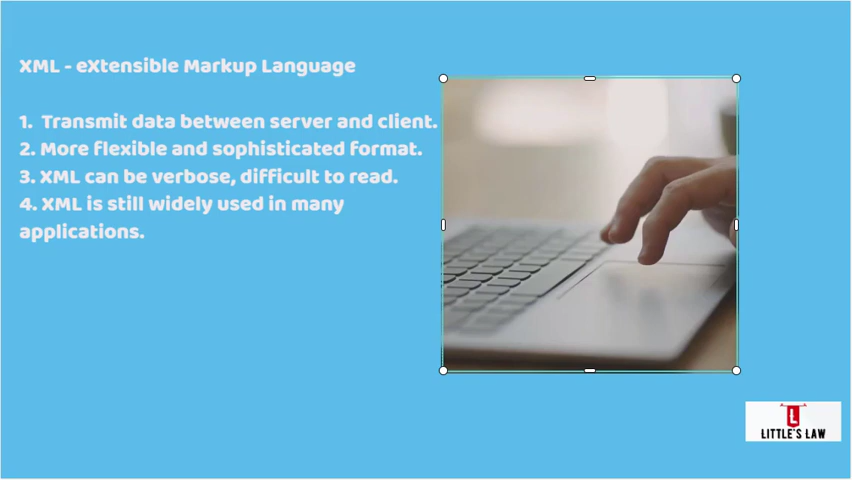 XML - eXtensible Markup Language
1. Transmit data between server and client.
2. More flexible and sophisticated format.
3. XML can be verbose, difficult to read.
4. XML is still widely used in many
applications.
L
LITTLE'S LAW